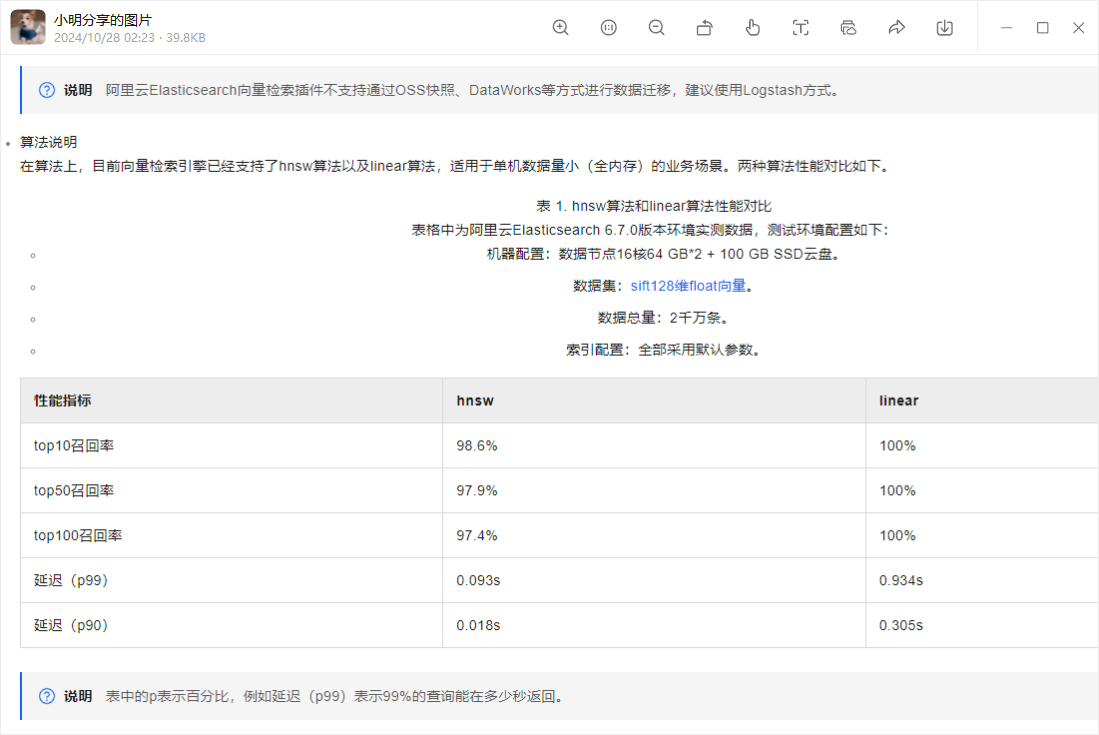 小明分享的图片
2024/10/28 02:23 · 39.8KB
说明 阿里云Elasticsearch向量检索插件不支持通过OSS快照、DataWorks等方式进行数据迁移，建议使用Logstash方式。
算法说明
在算法上，目前向量检索引擎已经支持了hnsw算法以及linear算法，适用于单机数据量小（全内存）的业务场景。两种算法性能对比如下。
表 1. hnsw算法和linear算法性能对比
表格中为阿里云Elasticsearch 6.7.0版本环境实测数据，测试环境配置如下：
机器配置：数据节点16核64 GB*2 + 100 GB SSD云盘。
数据集：sift128维float向量。
数据总量：2千万条。
索引配置：全部采用默认参数。
性能指标 hnsw linear
top10召回率 98.6% 100%
top50召回率 97.9% 100%
top100召回率 97.4% 100%
延迟（p99） 0.093s 0.934s
延迟（p90） 0.018s 0.305s
说明 表中的p表示百分比，例如延迟（p99）表示99%的查询能在多少秒返回。